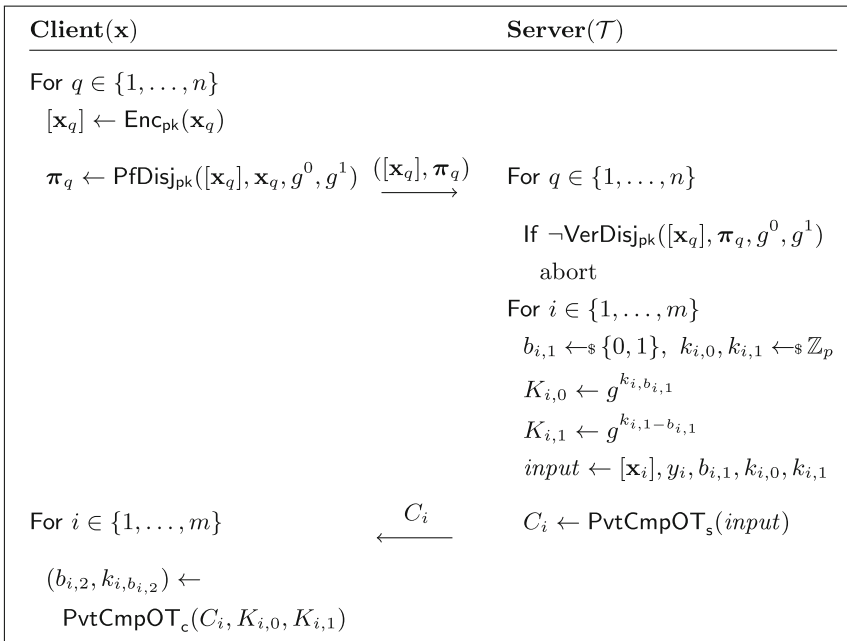 Client(x) Server(𝒯)
For q ∈ {1, . . . , n}
[x_q] ← Enc_pk(x_q)
π_q ← PfDisj_pk([x_q], x_q, g^0, g^1) ([x_q], π_q) ⟶ For q ∈ {1, . . . , n}
If ¬VerDisj_pk([x_q], π_q, g^0, g^1)
abort
For i ∈ {1, . . . , m}
b_{i,1} ←$ {0, 1}, k_{i,0}, k_{i,1} ←$ ℤ_p
K_{i,0} ← g^{k_{i,b_{i,1}}}
K_{i,1} ← g^{k_{i,1−b_{i,1}}}
input ← [x_i], y_i, b_{i,1}, k_{i,0}, k_{i,1}
For i ∈ {1, . . . , m} C_i ⟵ C_i ← PvtCmpOT_s(input)
(b_{i,2}, k_{i,b_{i,2}}) ←
PvtCmpOT_c(C_i, K_{i,0}, K_{i,1})